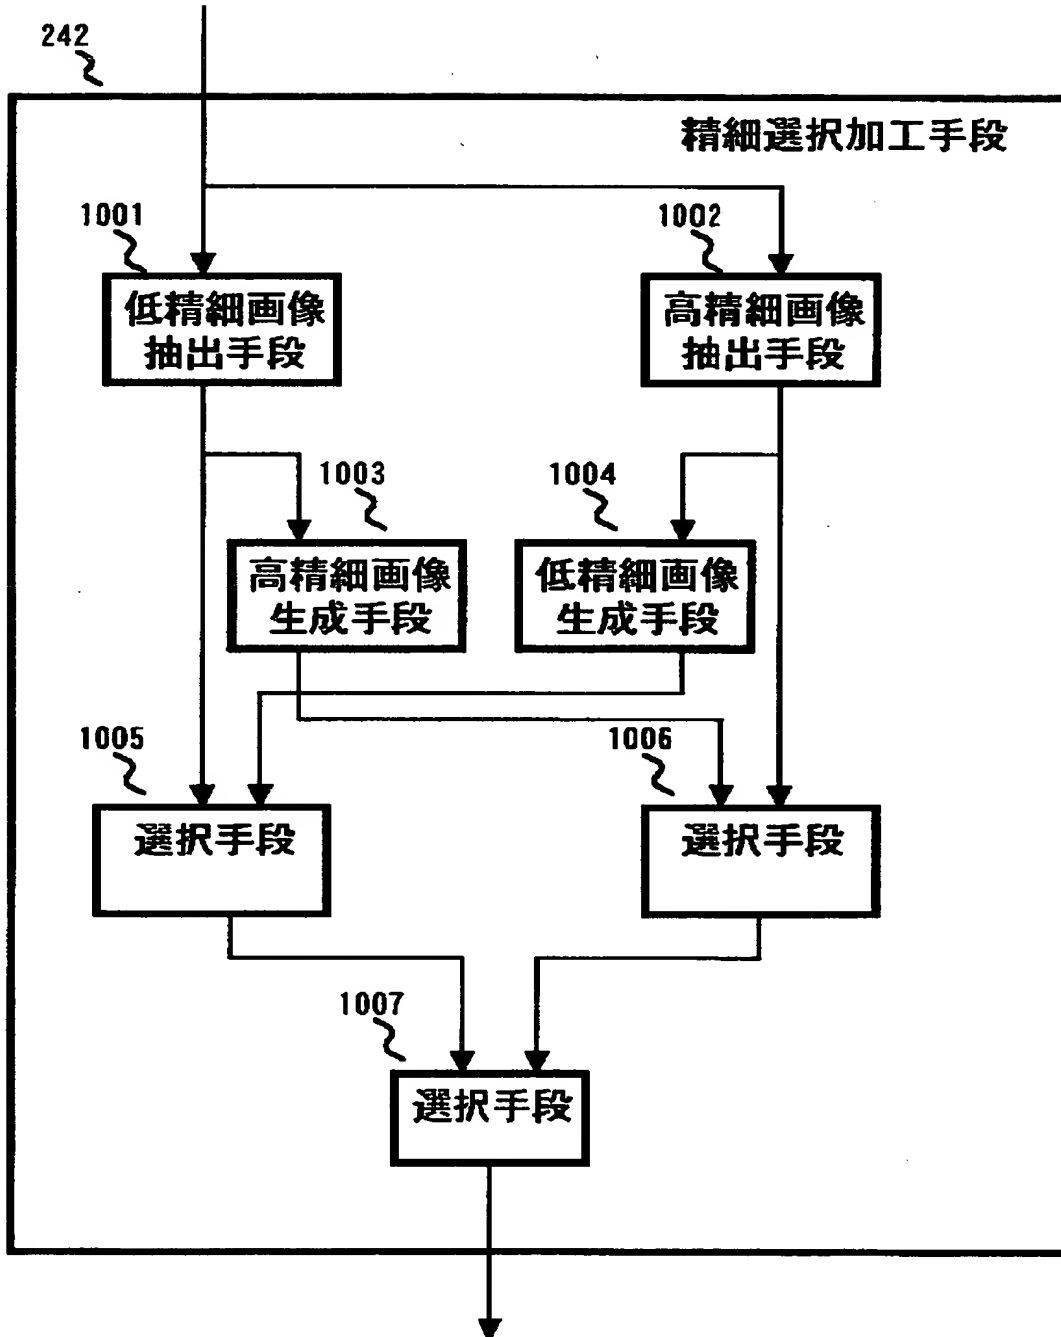 242
精細選択加工手段
1001
1002
低精細画像
抽出手段
高精細画像
抽出手段
1003
1004
高精細画像
生成手段
低精細画像
生成手段
1005
1006
選択手段
選択手段
1007
選択手段